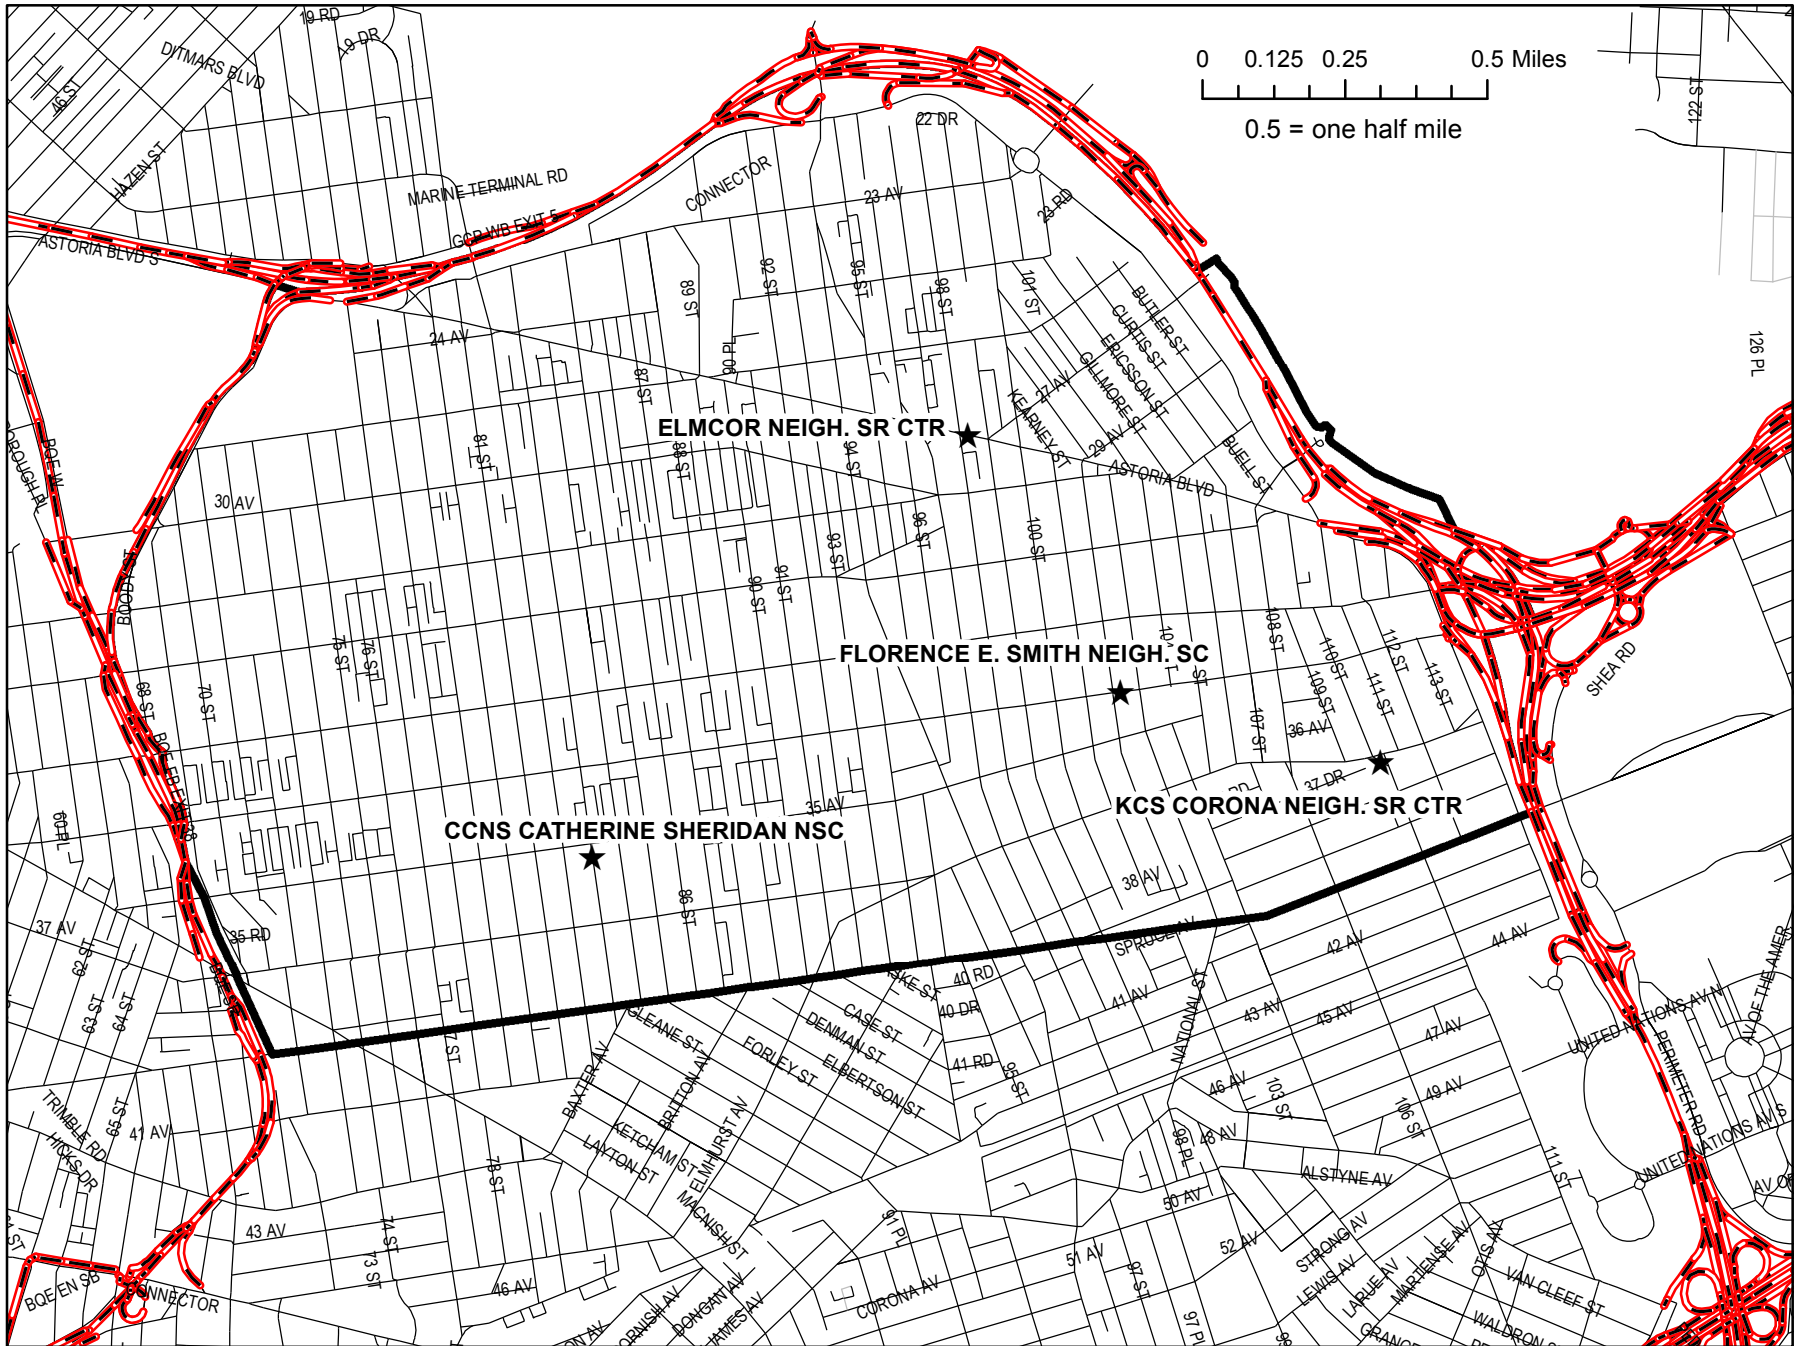 19 RD
19 DR
DITMARS BLVD
46 ST
HAZEN ST
MARINE TERMINAL RD
GCP WB EXIT 5
ASTORIA BLVD S
CONNECTOR
22 DR
23 AV
23 RD
0 0.125 0.25 0.5 Miles
0.5 = one half mile
122 ST
126 PL
24 AV
89 ST
92 ST
95 ST
98 ST
101 ST
BUTLER ST
CURTIS ST
ERICSSON ST
GILLMORE ST
27 AV
KEARNEY ST
29 AV
BUELL ST
ASTORIA BLVD
90 PL
87 ST
88 ST
81 ST
94 ST
ELMCOR NEIGH. SR CTR
30 AV
BQE W
BOODY ST
96 ST
93 ST
100 ST
91 ST
90 ST
75 ST
76 ST
FLORENCE E. SMITH NEIGH. SC
108 ST
110 ST
112 ST
109 ST
111 ST
113 ST
107 ST
36 AV
SHEA RD
68 ST
70 ST
BQE EB EXIT 38
60 PL
35 AV
37 DR
KCS CORONA NEIGH. SR CTR
CCNS CATHERINE SHERIDAN NSC
86 ST
38 AV
37 AV
35 RD
62 ST
63 ST
64 ST
65 ST
SPRUCE AV
42 AV
44 AV
40 RD
40 DR
41 AV
41 RD
43 AV
45 AV
47 AV
49 AV
NATIONAL ST
CASE ST
DENMAN ST
ELBERTSON ST
FORLEY ST
GLEANE ST
BAXTER AV
BRITTON AV
ELMHURST AV
KETCHAM ST
LAYTON ST
MACNISH ST
95 ST
46 AV
103 ST
106 ST
48 AV
98 PL
50 AV
ALSTYNE AV
111 ST
UNITED NATIONS AV N
AV OF THE AMER
PERIMETER RD
UNITED NATIONS AV S
TRIMBLE RD
HICKS DR
41 AV
43 AV
78 ST
74 ST
73 ST
46 AV
BQE EN SB
91 PL
CORONA AV
51 AV
97 ST
97 PL
52 AV
STRONG AV
LEWIS AV
LARUE AV
MARTENSE AV
OTIS AV
VAN CLEEF ST
DONGAN AV